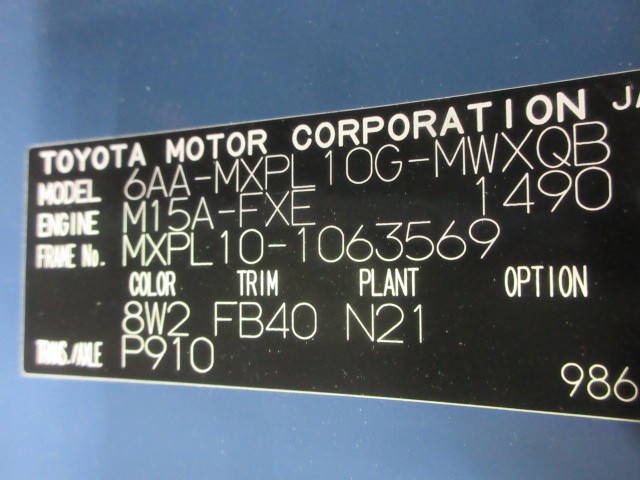 TOYOTA MOTOR CORPORATION JA
MODEL 6AA-MXPL10G-MWXQB
ENGINE M15A-FXE 1490
FRAME No. MXPL10-1063569
COLOR TRIM PLANT OPTION
8W2 FB40 N21
TRANS./AXLE P910
986